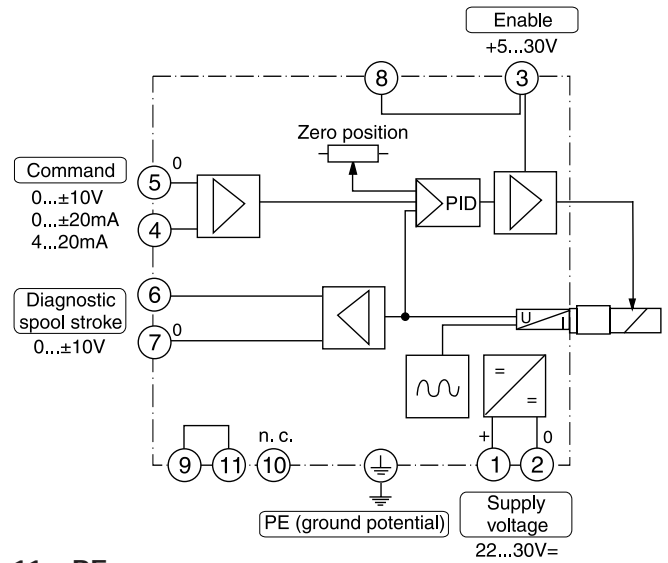 Enable
+5...30V
8
3
Zero position
Command
0...±10V
0...±20mA
4...20mA
5
0
4
PID
6
Diagnostic
spool stroke
0...±10V
7
0
U
I
=
=
n. c.
+
0
9
11
10
1
2
PE (ground potential)
Supply
voltage
22...30V=